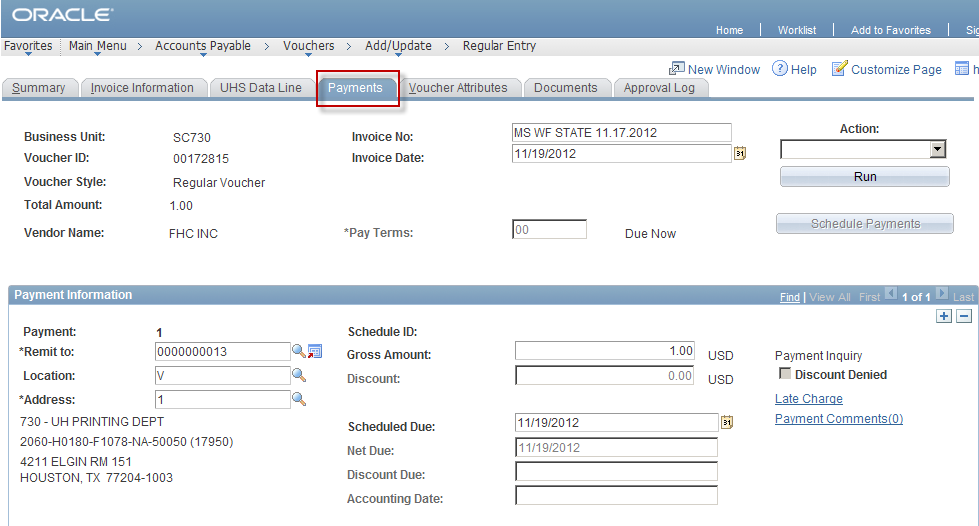 ORACLE
Home | Worklist | Add to Favorites | Sig
Favorites Main Menu > Accounts Payable > Vouchers > Add/Update > Regular Entry
New Window Help Customize Page h
Summary Invoice Information UHS Data Line Payments Voucher Attributes Documents Approval Log
Business Unit: SC730 Invoice No: MS WF STATE 11.17.2012 Action:
Voucher ID: 00172815 Invoice Date: 11/19/2012 31
Voucher Style: Regular Voucher Run
Total Amount: 1.00
Vendor Name: FHC INC *Pay Terms: 00 Due Now Schedule Payments
Payment Information Find | View All First 1 of 1 Last
Payment: 1 Schedule ID:
*Remit to: 0000000013 Gross Amount: 1.00 USD Payment Inquiry
Location: V Discount: 0.00 USD Discount Denied
*Address: 1 Late Charge
730 - UH PRINTING DEPT Scheduled Due: 11/19/2012 31 Payment Comments(0)
2060-H0180-F1078-NA-50050 (17950) Net Due: 11/19/2012
4211 ELGIN RM 151 Discount Due:
HOUSTON, TX 77204-1003
Accounting Date: